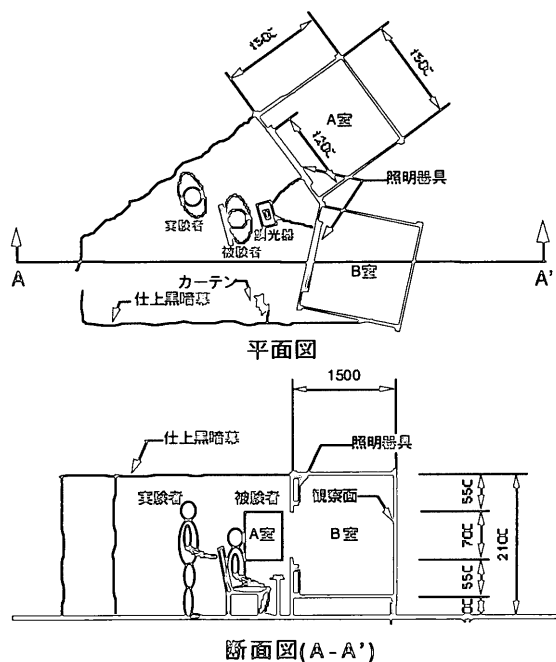 1500
1500
A室
1200
照明器具
実験者
調光器
被験者
A
A'
B室
カーテン
仕上黒暗幕
平面図
1500
仕上黒暗幕
照明器具
実験者
被験者
観察面
A室
B室
550
700
2100
550
断面図(A-A')